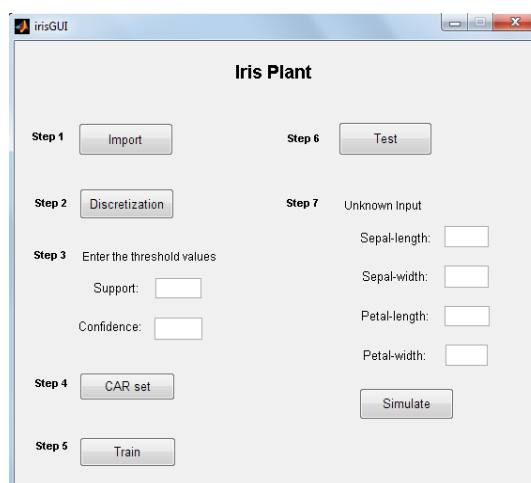 irisGUI
Iris Plant
Step 1 Import
Step 2 Discretization
Step 3 Enter the threshold values
Support:
Confidence:
Step 4 CAR set
Step 5 Train
Step 6 Test
Step 7 Unknown Input
Sepal-length:
Sepal-width:
Petal-length:
Petal-width:
Simulate